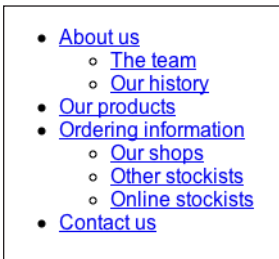 About us
The team
Our history
Our products
Ordering information
Our shops
Other stockists
Online stockists
Contact us